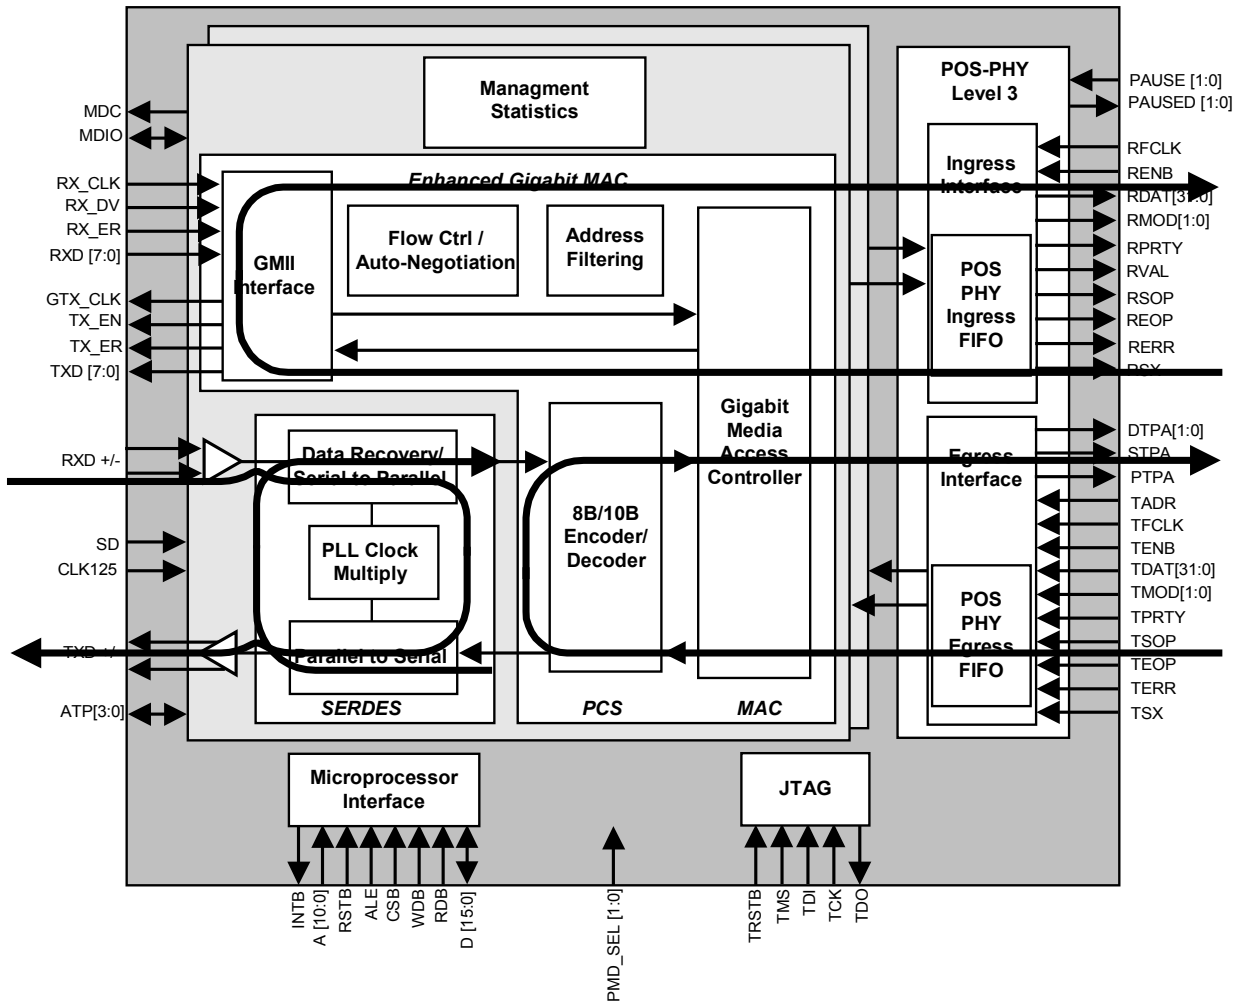 Managment
Statistics
POS-PHY
Level 3
PAUSE [1:0]
PAUSED [1:0]
MDC
MDIO
RX_CLK
RX_DV
RX_ER
RXD [7:0]
GTX_CLK
TX_EN
TX_ER
TXD [7:0]
RXD +/-
SD
CLK125
TXD +/-
ATP[3:0]
Enhanced Gigabit MAC
GMII
Interface
Flow Ctrl /
Auto-Negotiation
Address
Filtering
Gigabit
Media
Access
Controller
Data Recovery/
Serial to Parallel
PLL Clock
Multiply
Parallel to Serial
SERDES
8B/10B
Encoder/
Decoder
PCS
MAC
Ingress
Interface
POS
PHY
Ingress
FIFO
Egress
Interface
POS
PHY
Egress
FIFO
RFCLK
RENB
RDAT[31:0]
RMOD[1:0]
RPRTY
RVAL
RSOP
REOP
RERR
RSX
DTPA[1:0]
STPA
PTPA
TADR
TFCLK
TENB
TDAT[31:0]
TMOD[1:0]
TPRTY
TSOP
TEOP
TERR
TSX
Microprocessor
Interface
JTAG
INTB
A [10:0]
RSTB
ALE
CSB
WDB
RDB
D [15:0]
PMD_SEL [1:0]
TRSTB
TMS
TDI
TCK
TDO